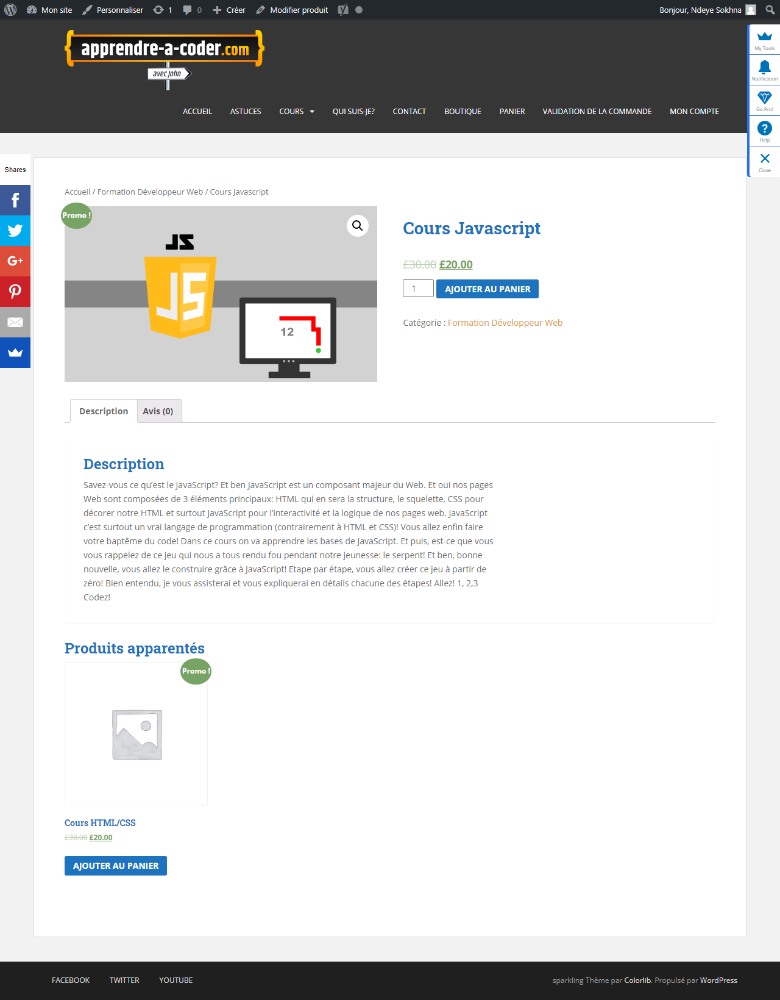 Mon site Personnaliser 1 0 Créer Modifier produit Bonjour, Ndeye Sokhna
apprendre-a-coder.com
avec John
ACCUEIL ASTUCES COURS QUI SUIS-JE? CONTACT BOUTIQUE PANIER VALIDATION DE LA COMMANDE MON COMPTE
My Tools
Notification
Go Pro!
Help
Close
Shares
Accueil / Formation Développeur Web / Cours Javascript
Promo !
JS
JS
12
Cours Javascript
£30.00 £20.00
1 AJOUTER AU PANIER
Catégorie : Formation Développeur Web
Description Avis (0)
Description
Savez-vous ce qu’est le JavaScript? Et ben JavaScript est un composant majeur du Web. Et oui nos pages
Web sont composées de 3 éléments principaux: HTML qui en sera la structure, le squelette, CSS pour
décorer notre HTML et surtout JavaScript pour l’interactivité et la logique de nos pages web. JavaScript
c’est surtout un vrai langage de programmation (contrairement à HTML et CSS)! Vous allez enfin faire
votre baptême du code! Dans ce cours on va apprendre les bases de JavaScript. Et puis, est-ce que vous
vous rappelez de ce jeu qui nous a tous rendu fou pendant notre jeunesse: le serpent! Et ben, bonne
nouvelle, vous allez le construire grâce à JavaScript! Etape par étape, vous allez créer ce jeu à partir de
zéro! Bien entendu, je vous assisterai et vous expliquerai en détails chacune des étapes! Allez! 1, 2,3
Codez!
Produits apparentés
Promo !
Cours HTML/CSS
£30.00 £20.00
AJOUTER AU PANIER
FACEBOOK TWITTER YOUTUBE sparkling Thème par Colorlib. Propulsé par WordPress